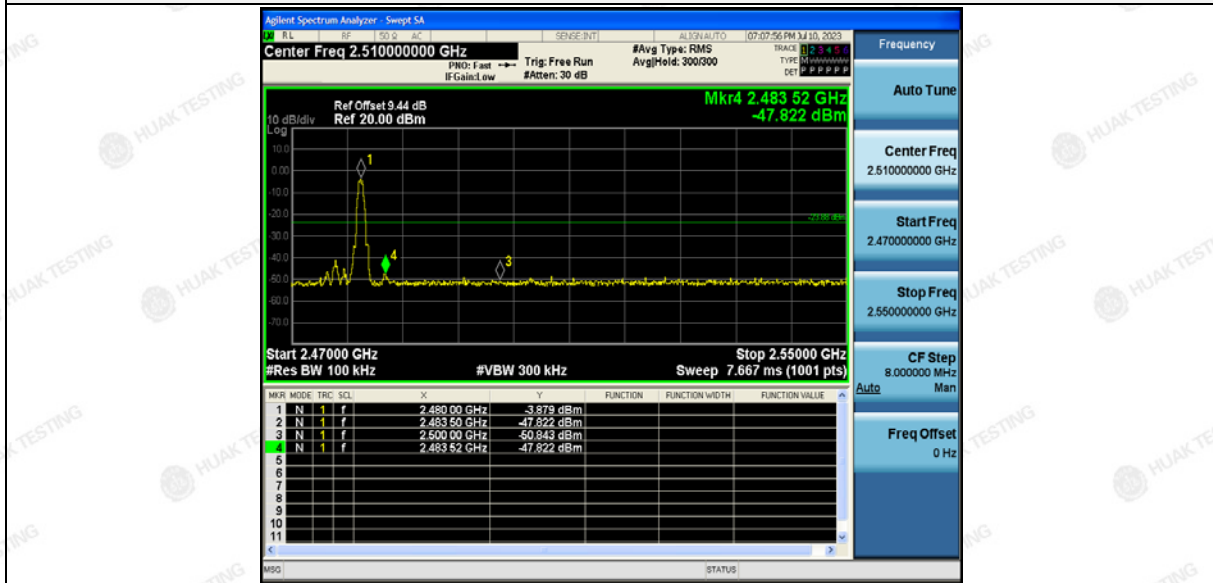 Agilent Spectrum Analyzer - Swept SA
RL RF 50 Ω AC SENSE:INT ALIGN AUTO 07:07:56 PM Jul 10, 2023
Center Freq 2.510000000 GHz
PNO: Fast
IFGain:Low
Trig: Free Run
#Atten: 30 dB
#Avg Type: RMS
Avg|Hold: 300/300
TRACE 1 2 3 4 5 6
TYPE M
DET P P P P P P
Mkr4 2.483 52 GHz
-47.822 dBm
Ref Offset 9.44 dB
10 dB/div Ref 20.00 dBm
Log
10.0
0.00
-10.0
-20.0
-30.0
-40.0
-50.0
-60.0
-70.0
1
4
3
-23.88 dBm
Start 2.47000 GHz Stop 2.55000 GHz
#Res BW 100 kHz #VBW 300 kHz Sweep 7.667 ms (1001 pts)
MKR MODE TRC SCL X Y FUNCTION FUNCTION WIDTH FUNCTION VALUE
1 N 1 f 2.480 00 GHz -3.879 dBm
2 N 1 f 2.483 50 GHz -47.822 dBm
3 N 1 f 2.500 00 GHz -50.843 dBm
4 N 1 f 2.483 52 GHz -47.822 dBm
5
6
7
8
9
10
11
MSG STATUS
Frequency
Auto Tune
Center Freq
2.510000000 GHz
Start Freq
2.470000000 GHz
Stop Freq
2.550000000 GHz
CF Step
8.000000 MHz
Auto Man
Freq Offset
0 Hz
HUAK TESTING
HUAK TESTING
HUAK TESTING
HUAK TESTING